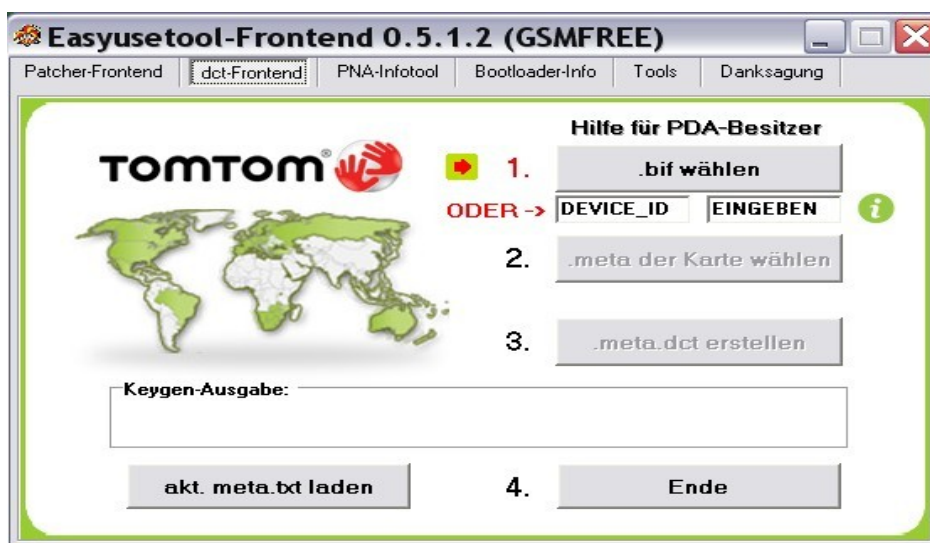 Easyusetool-Frontend 0.5.1.2 (GSMFREE)
Patcher-Frontend dct-Frontend PNA-Infotool Bootloader-Info Tools Danksagung
Hilfe für PDA-Besitzer
TOMTOM®
1. .bif wählen
ODER -> DEVICE_ID EINGEBEN i
2. .meta der Karte wählen
3. .meta.dct erstellen
Keygen-Ausgabe:
akt. meta.txt laden 4. Ende